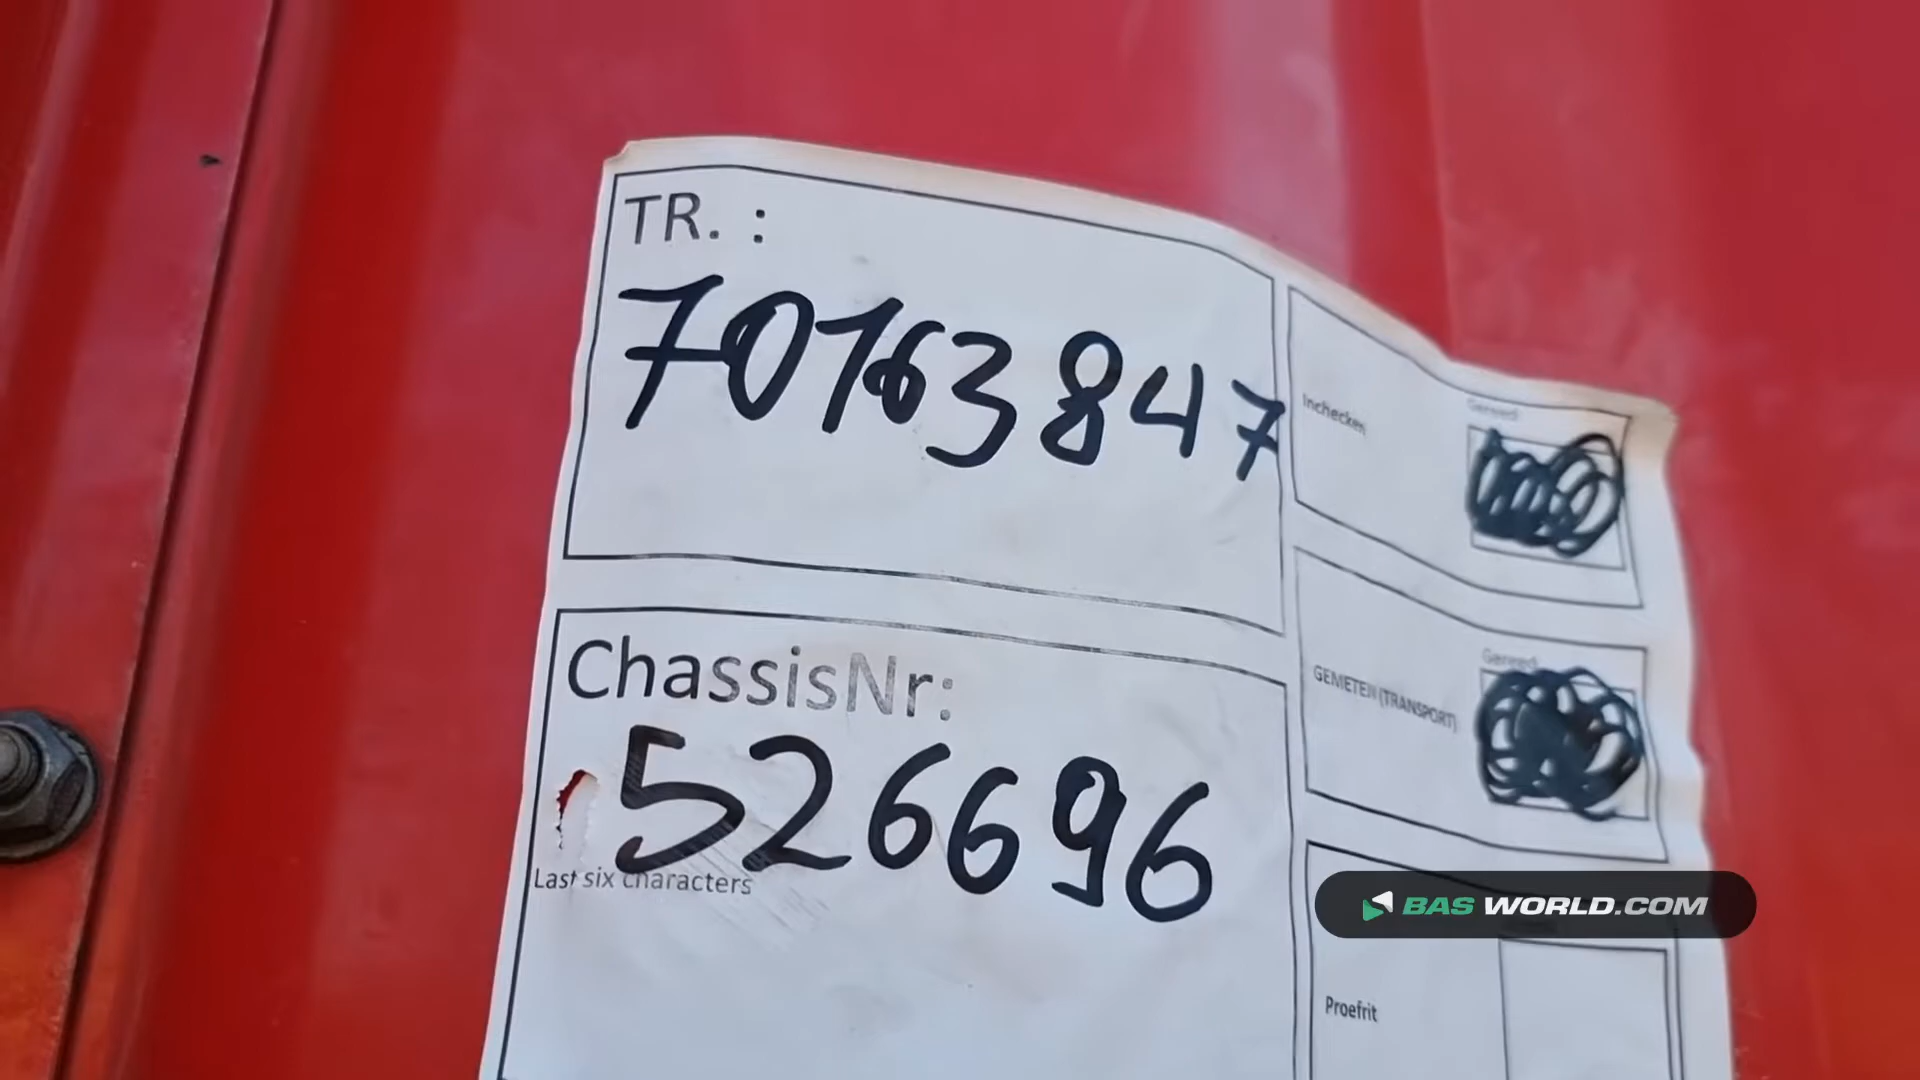 TR. :
70163847
ChassisNr:
526696
Last six characters
Inchecken
Gereed
GEMETEN (TRANSPORT)
Gereed
Proefrit
BAS WORLD.COM